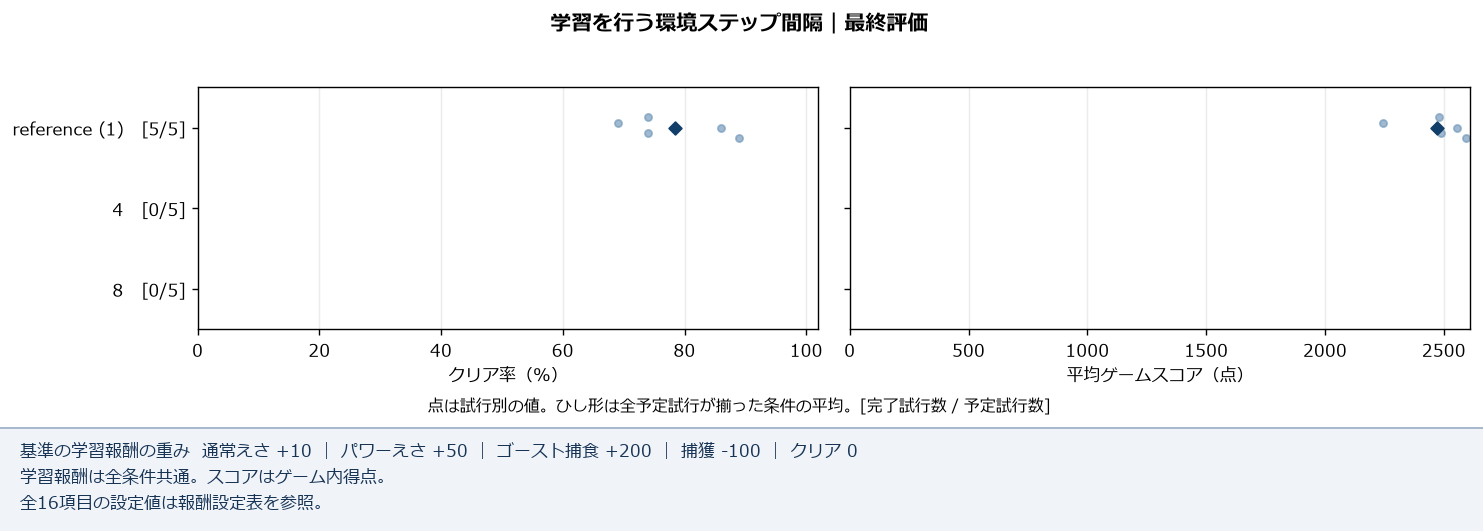 学習を行う環境ステップ間隔｜最終評価
reference (1) [5/5]
4 [0/5]
8 [0/5]
0 20 40 60 80 100
クリア率（%）
0 500 1000 1500 2000 2500
平均ゲームスコア（点）
点は試行別の値。ひし形は全予定試行が揃った条件の平均。[完了試行数 / 予定試行数]
基準の学習報酬の重み 通常えさ +10 ｜ パワーえさ +50 ｜ ゴースト捕食 +200 ｜ 捕獲 -100 ｜ クリア 0
学習報酬は全条件共通。スコアはゲーム内得点。
全16項目の設定値は報酬設定表を参照。